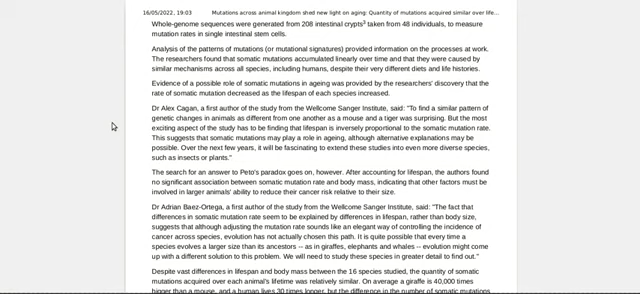 16/05/2022, 19:03 Mutations across animal kingdom shed new light on aging: Quantity of mutations acquired similar over life...
Whole-genome sequences were generated from 208 intestinal crypts³ taken from 48 individuals, to measure
mutation rates in single intestinal stem cells.
Analysis of the patterns of mutations (or mutational signatures) provided information on the processes at work.
The researchers found that somatic mutations accumulated linearly over time and that they were caused by
similar mechanisms across all species, including humans, despite their very different diets and life histories.
Evidence of a possible role of somatic mutations in ageing was provided by the researchers' discovery that the
rate of somatic mutation decreased as the lifespan of each species increased.
Dr Alex Cagan, a first author of the study from the Wellcome Sanger Institute, said: "To find a similar pattern of
genetic changes in animals as different from one another as a mouse and a tiger was surprising. But the most
exciting aspect of the study has to be finding that lifespan is inversely proportional to the somatic mutation rate.
This suggests that somatic mutations may play a role in ageing, although alternative explanations may be
possible. Over the next few years, it will be fascinating to extend these studies into even more diverse species,
such as insects or plants."
The search for an answer to Peto's paradox goes on, however. After accounting for lifespan, the authors found
no significant association between somatic mutation rate and body mass, indicating that other factors must be
involved in larger animals' ability to reduce their cancer risk relative to their size.
Dr Adrian Baez-Ortega, a first author of the study from the Wellcome Sanger Institute, said: "The fact that
differences in somatic mutation rate seem to be explained by differences in lifespan, rather than body size,
suggests that although adjusting the mutation rate sounds like an elegant way of controlling the incidence of
cancer across species, evolution has not actually chosen this path. It is quite possible that every time a
species evolves a larger size than its ancestors -- as in giraffes, elephants and whales -- evolution might come
up with a different solution to this problem. We will need to study these species in greater detail to find out."
Despite vast differences in lifespan and body mass between the 16 species studied, the quantity of somatic
mutations acquired over each animal's lifetime was relatively similar. On average a giraffe is 40,000 times
bigger than a mouse, and a human lives 30 times longer, but the difference in the number of somatic mutations